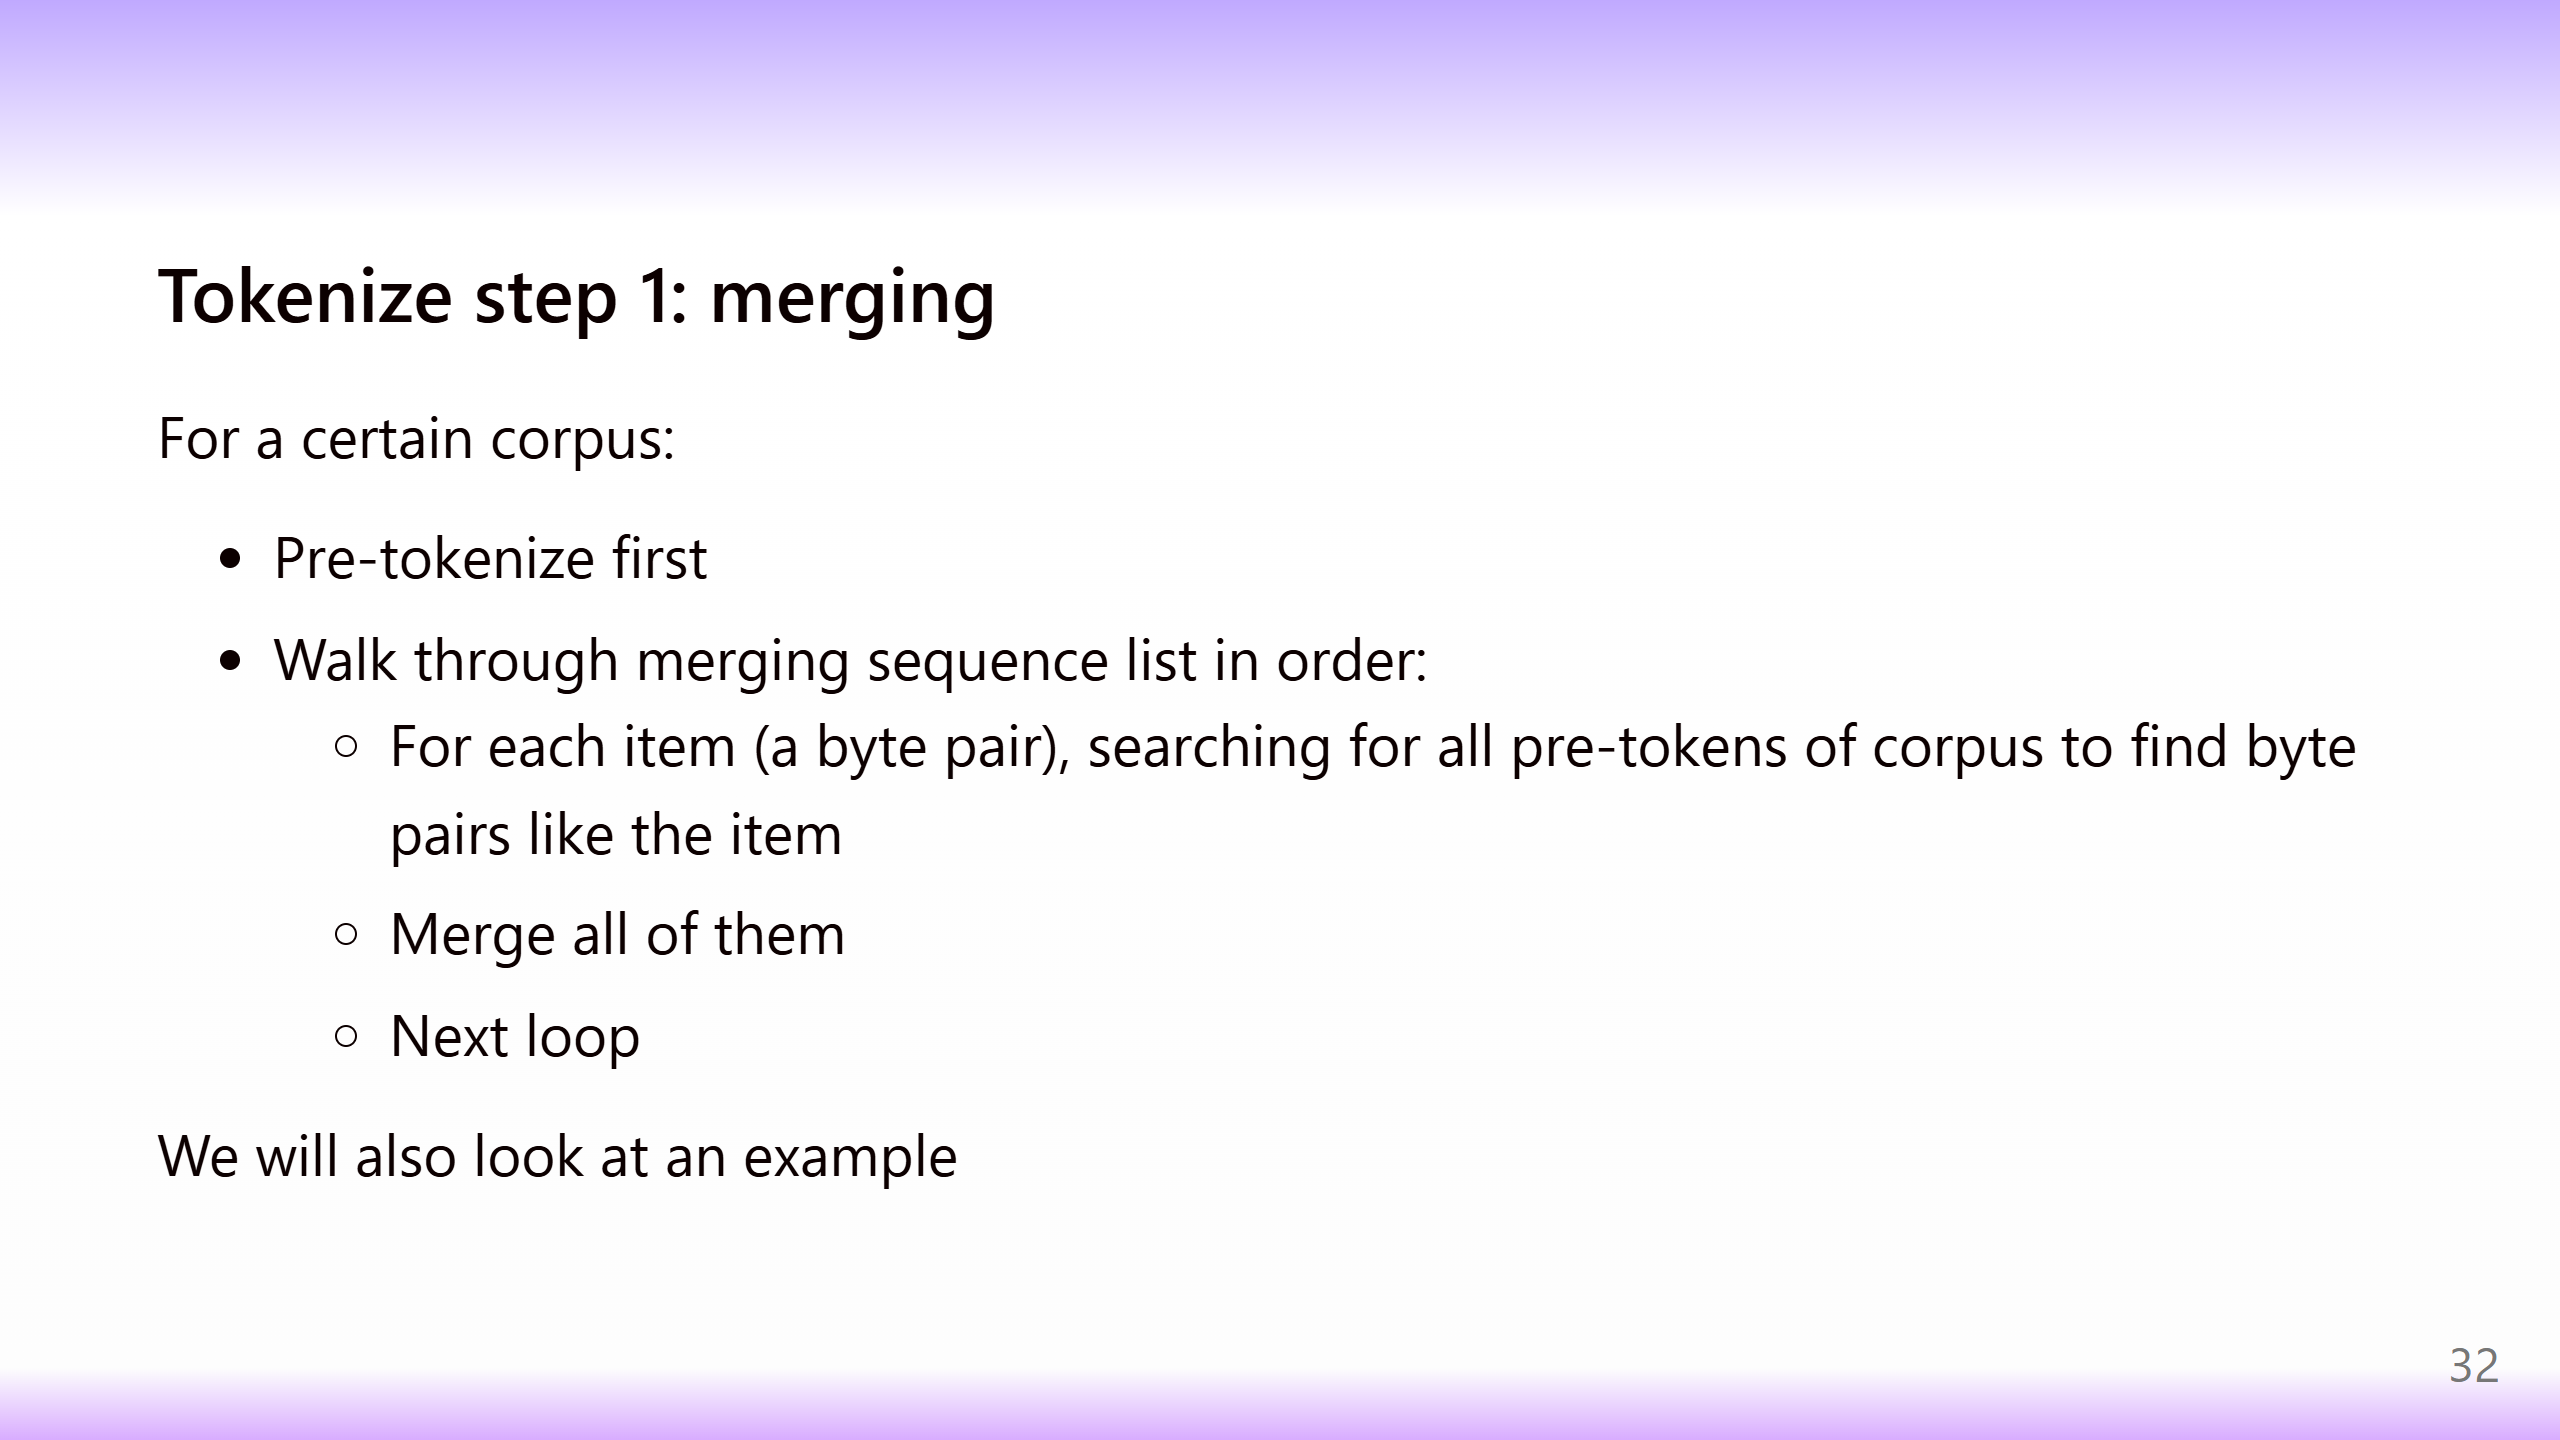 Tokenize step 1: merging
For a certain corpus:
• Pre-tokenize first
• Walk through merging sequence list in order:
○ For each item (a byte pair), searching for all pre-tokens of corpus to find byte
pairs like the item
○ Merge all of them
○ Next loop
We will also look at an example
32